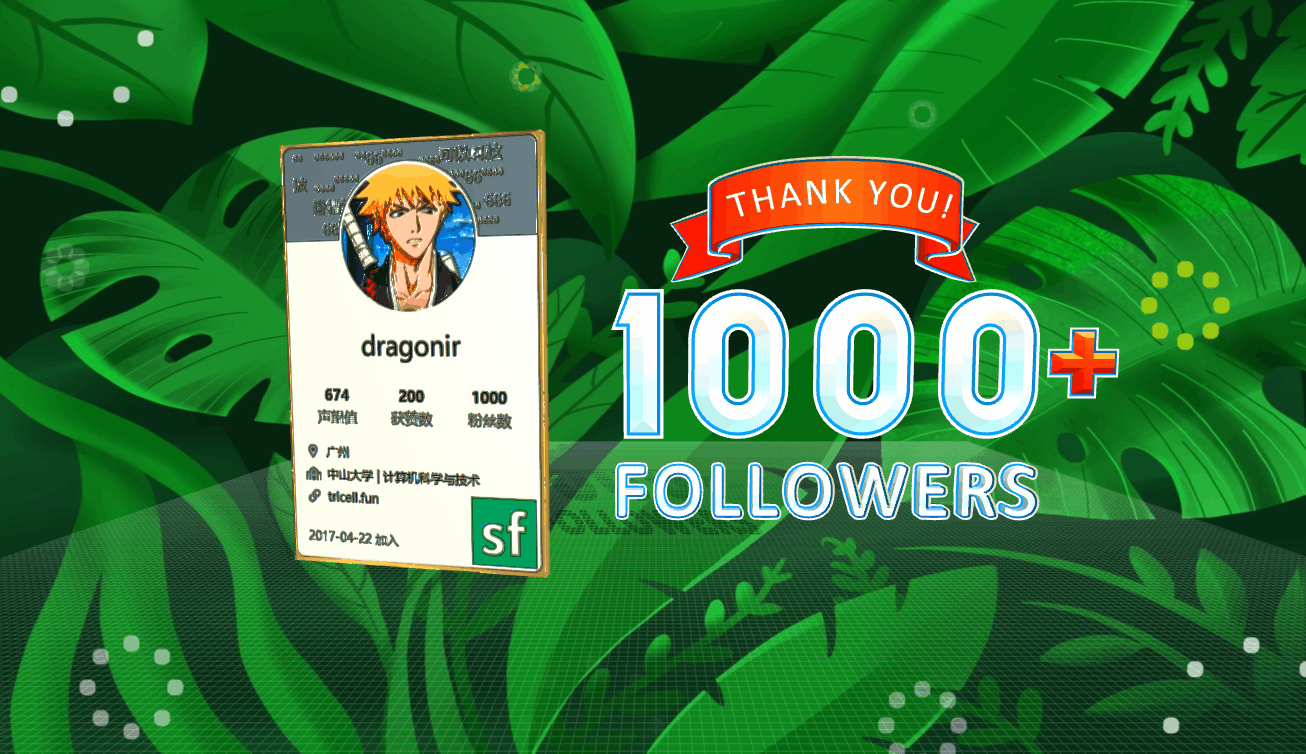 dragonir
674 200 1000
声望值 获赞数 粉丝数
广州
中山大学 | 计算机科学与技术
tricell.fun
2017-04-22 加入
sf
THANK YOU!
1000+
FOLLOWERS